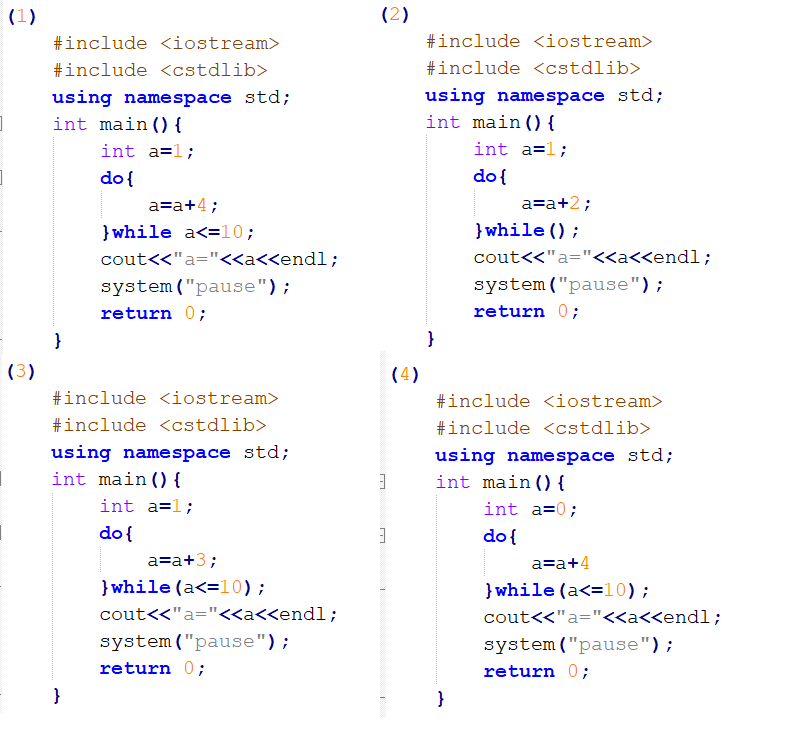 (1)
#include <iostream>
#include <cstdlib>
using namespace std;
int main(){
int a=1;
do{
a=a+4;
}while a<=10;
cout<<"a="<<a<<endl;
system("pause");
return 0;
}
(2)
#include <iostream>
#include <cstdlib>
using namespace std;
int main(){
int a=1;
do{
a=a+2;
}while();
cout<<"a="<<a<<endl;
system("pause");
return 0;
}
(3)
#include <iostream>
#include <cstdlib>
using namespace std;
int main(){
int a=1;
do{
a=a+3;
}while(a<=10);
cout<<"a="<<a<<endl;
system("pause");
return 0;
}
(4)
#include <iostream>
#include <cstdlib>
using namespace std;
int main(){
int a=0;
do{
a=a+4
}while(a<=10);
cout<<"a="<<a<<endl;
system("pause");
return 0;
}